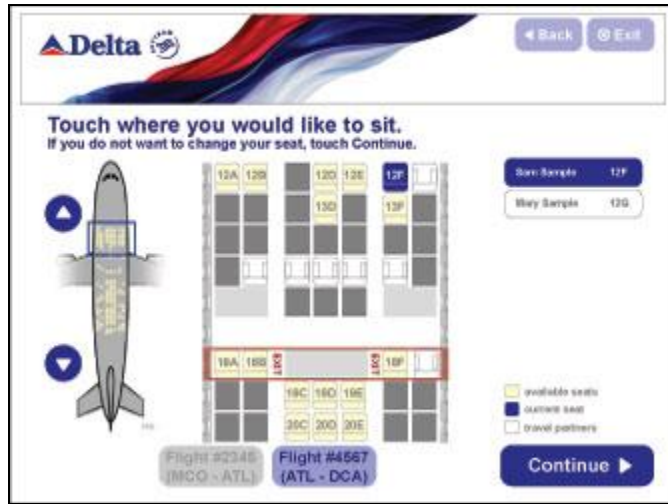 Delta
Back
Exit
Touch where you would like to sit.
If you do not want to change your seat, touch Continue.
12A 12B 12D 12E 12F
13D 13F
18A 18B EXIT EXIT 18F
19C 19D 19E
20C 20D 20E
Sam Sample 12F
Mary Sample 12G
available seats
current seat
travel partners
Flight #2345
(MCO - ATL)
Flight #4567
(ATL - DCA)
Continue